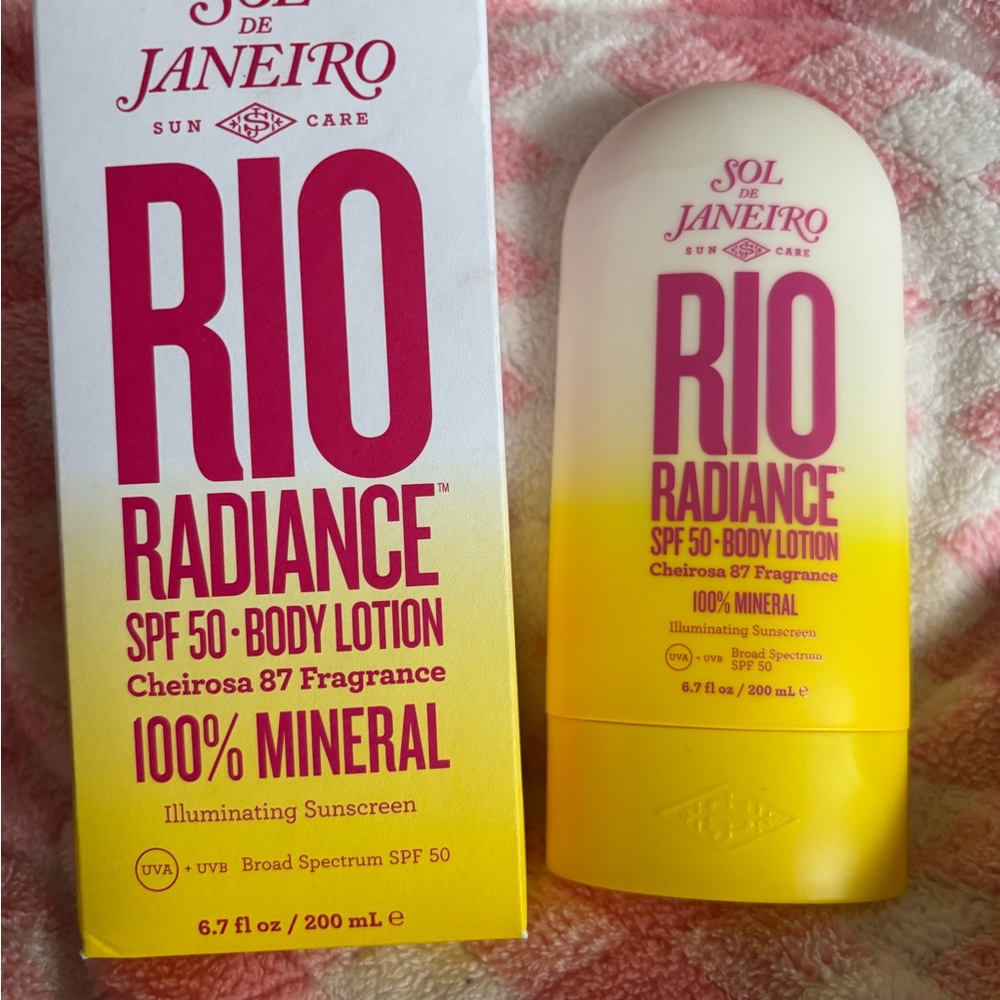 SOL
DE
JANEIRO
SUN CARE
RIO
RADIANCE™
SPF 50 · BODY LOTION
Cheirosa 87 Fragrance
100% MINERAL
Illuminating Sunscreen
UVA + UVB Broad Spectrum SPF 50
6.7 fl oz / 200 mL ℮
SOL
DE
JANEIRO
SUN CARE
RIO
RADIANCE™
SPF 50 · BODY LOTION
Cheirosa 87 Fragrance
100% MINERAL
Illuminating Sunscreen
UVA + UVB Broad Spectrum
SPF 50
6.7 fl oz / 200 mL ℮